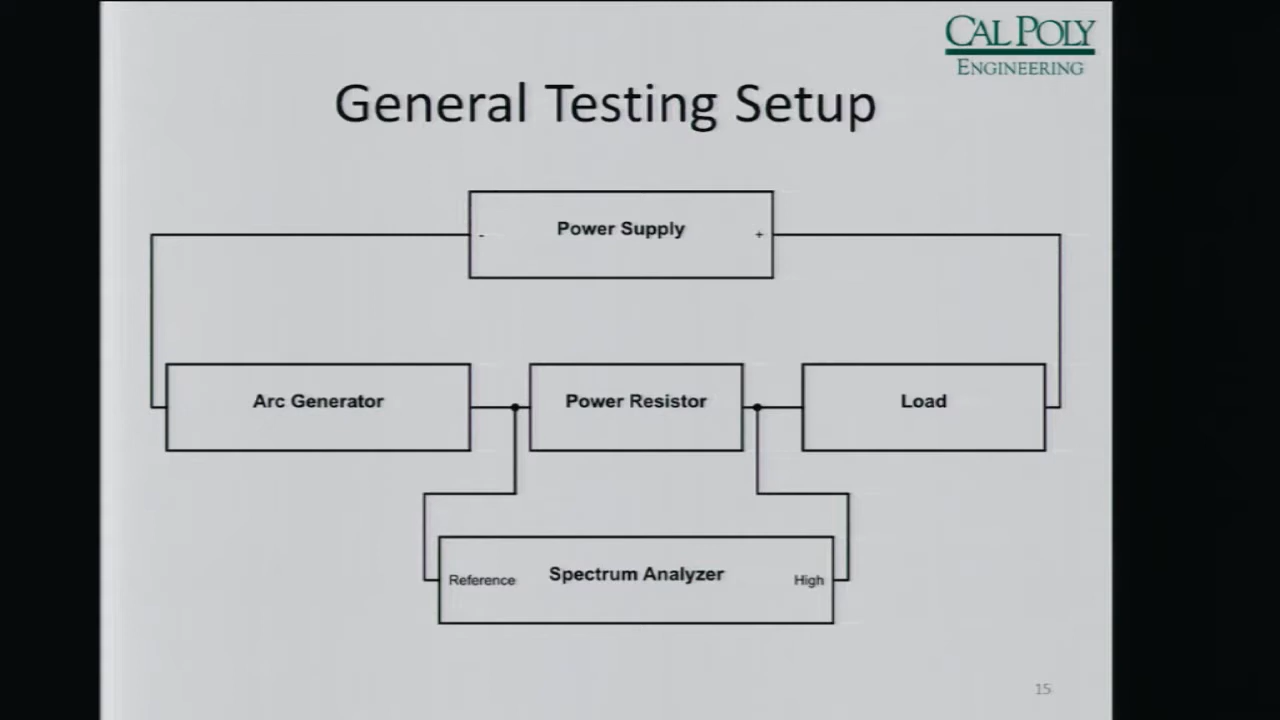 CAL POLY
ENGINEERING
General Testing Setup
- Power Supply +
Arc Generator
Power Resistor
Load
Reference Spectrum Analyzer High
15